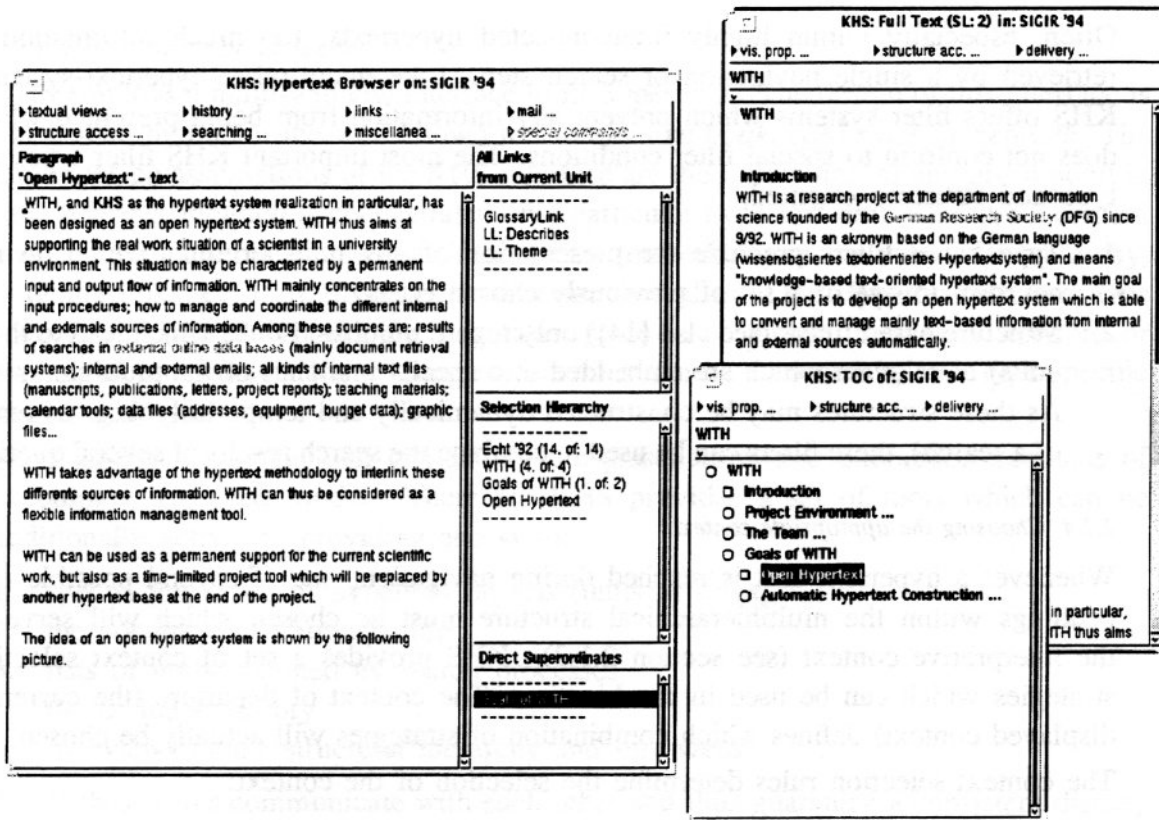 KHS: Hypertext Browser on: SIGIR '94
textual views history ... links ... mail ...
structure access ... searching ... miscellanea ... special commands ...
Paragraph
"Open Hypertext" - text
WITH, and KHS as the hypertext system realization in particular, has
been designed as an open hypertext system. WITH thus aims at
supporting the real work situation of a scientist in a university
environment. This situation may be characterized by a permanent
input and output flow of information. WITH mainly concentrates on the
input procedures; how to manage and coordinate the different internal
and externals sources of information. Among these sources are: results
of searches in external online data bases (mainly document retrieval
systems); internal and external emails; all kinds of internal text files
(manuscripts, publications, letters, project reports); teaching materials;
calendar tools; data files (addresses, equipment, budget data); graphic
files...
WITH takes advantage of the hypertext methodology to interlink these
differents sources of information. WITH can thus be considered as a
flexible information management tool.
WITH can be used as a permanent support for the current scientific
work, but also as a time-limited project tool which will be replaced by
another hypertext base at the end of the project.
The idea of an open hypertext system is shown by the following
picture.
All Links
from Current Unit
GlossaryLink
LL: Describes
LL: Theme
Selection Hierarchy
Echt '92 (14. of: 14)
WITH (4. of: 4)
Goals of WITH (1. of: 2)
Open Hypertext
Direct Superordinates
KHS: Full Text (SL: 2) in: SIGIR '94
vis. prop. ... structure acc. ... delivery ...
WITH
WITH
Introduction
WITH is a research project at the department of Information
science founded by the German Research Society (DFG) since
9/92. WITH is an akronym based on the German language
(wissensbasiertes textorientiertes Hypertextsystem) and means
"knowledge-based text-oriented hypertext system". The main goal
of the project is to develop an open hypertext system which is able
to convert and manage mainly text-based information from internal
and external sources automatically.
KHS: TOC of: SIGIR '94
vis. prop. ... structure acc. ... delivery ...
WITH
WITH
Introduction
Project Environment ...
The Team ...
Goals of WITH
Open Hypertext
Automatic Hypertext Construction ...
in particular,
ITH thus aims